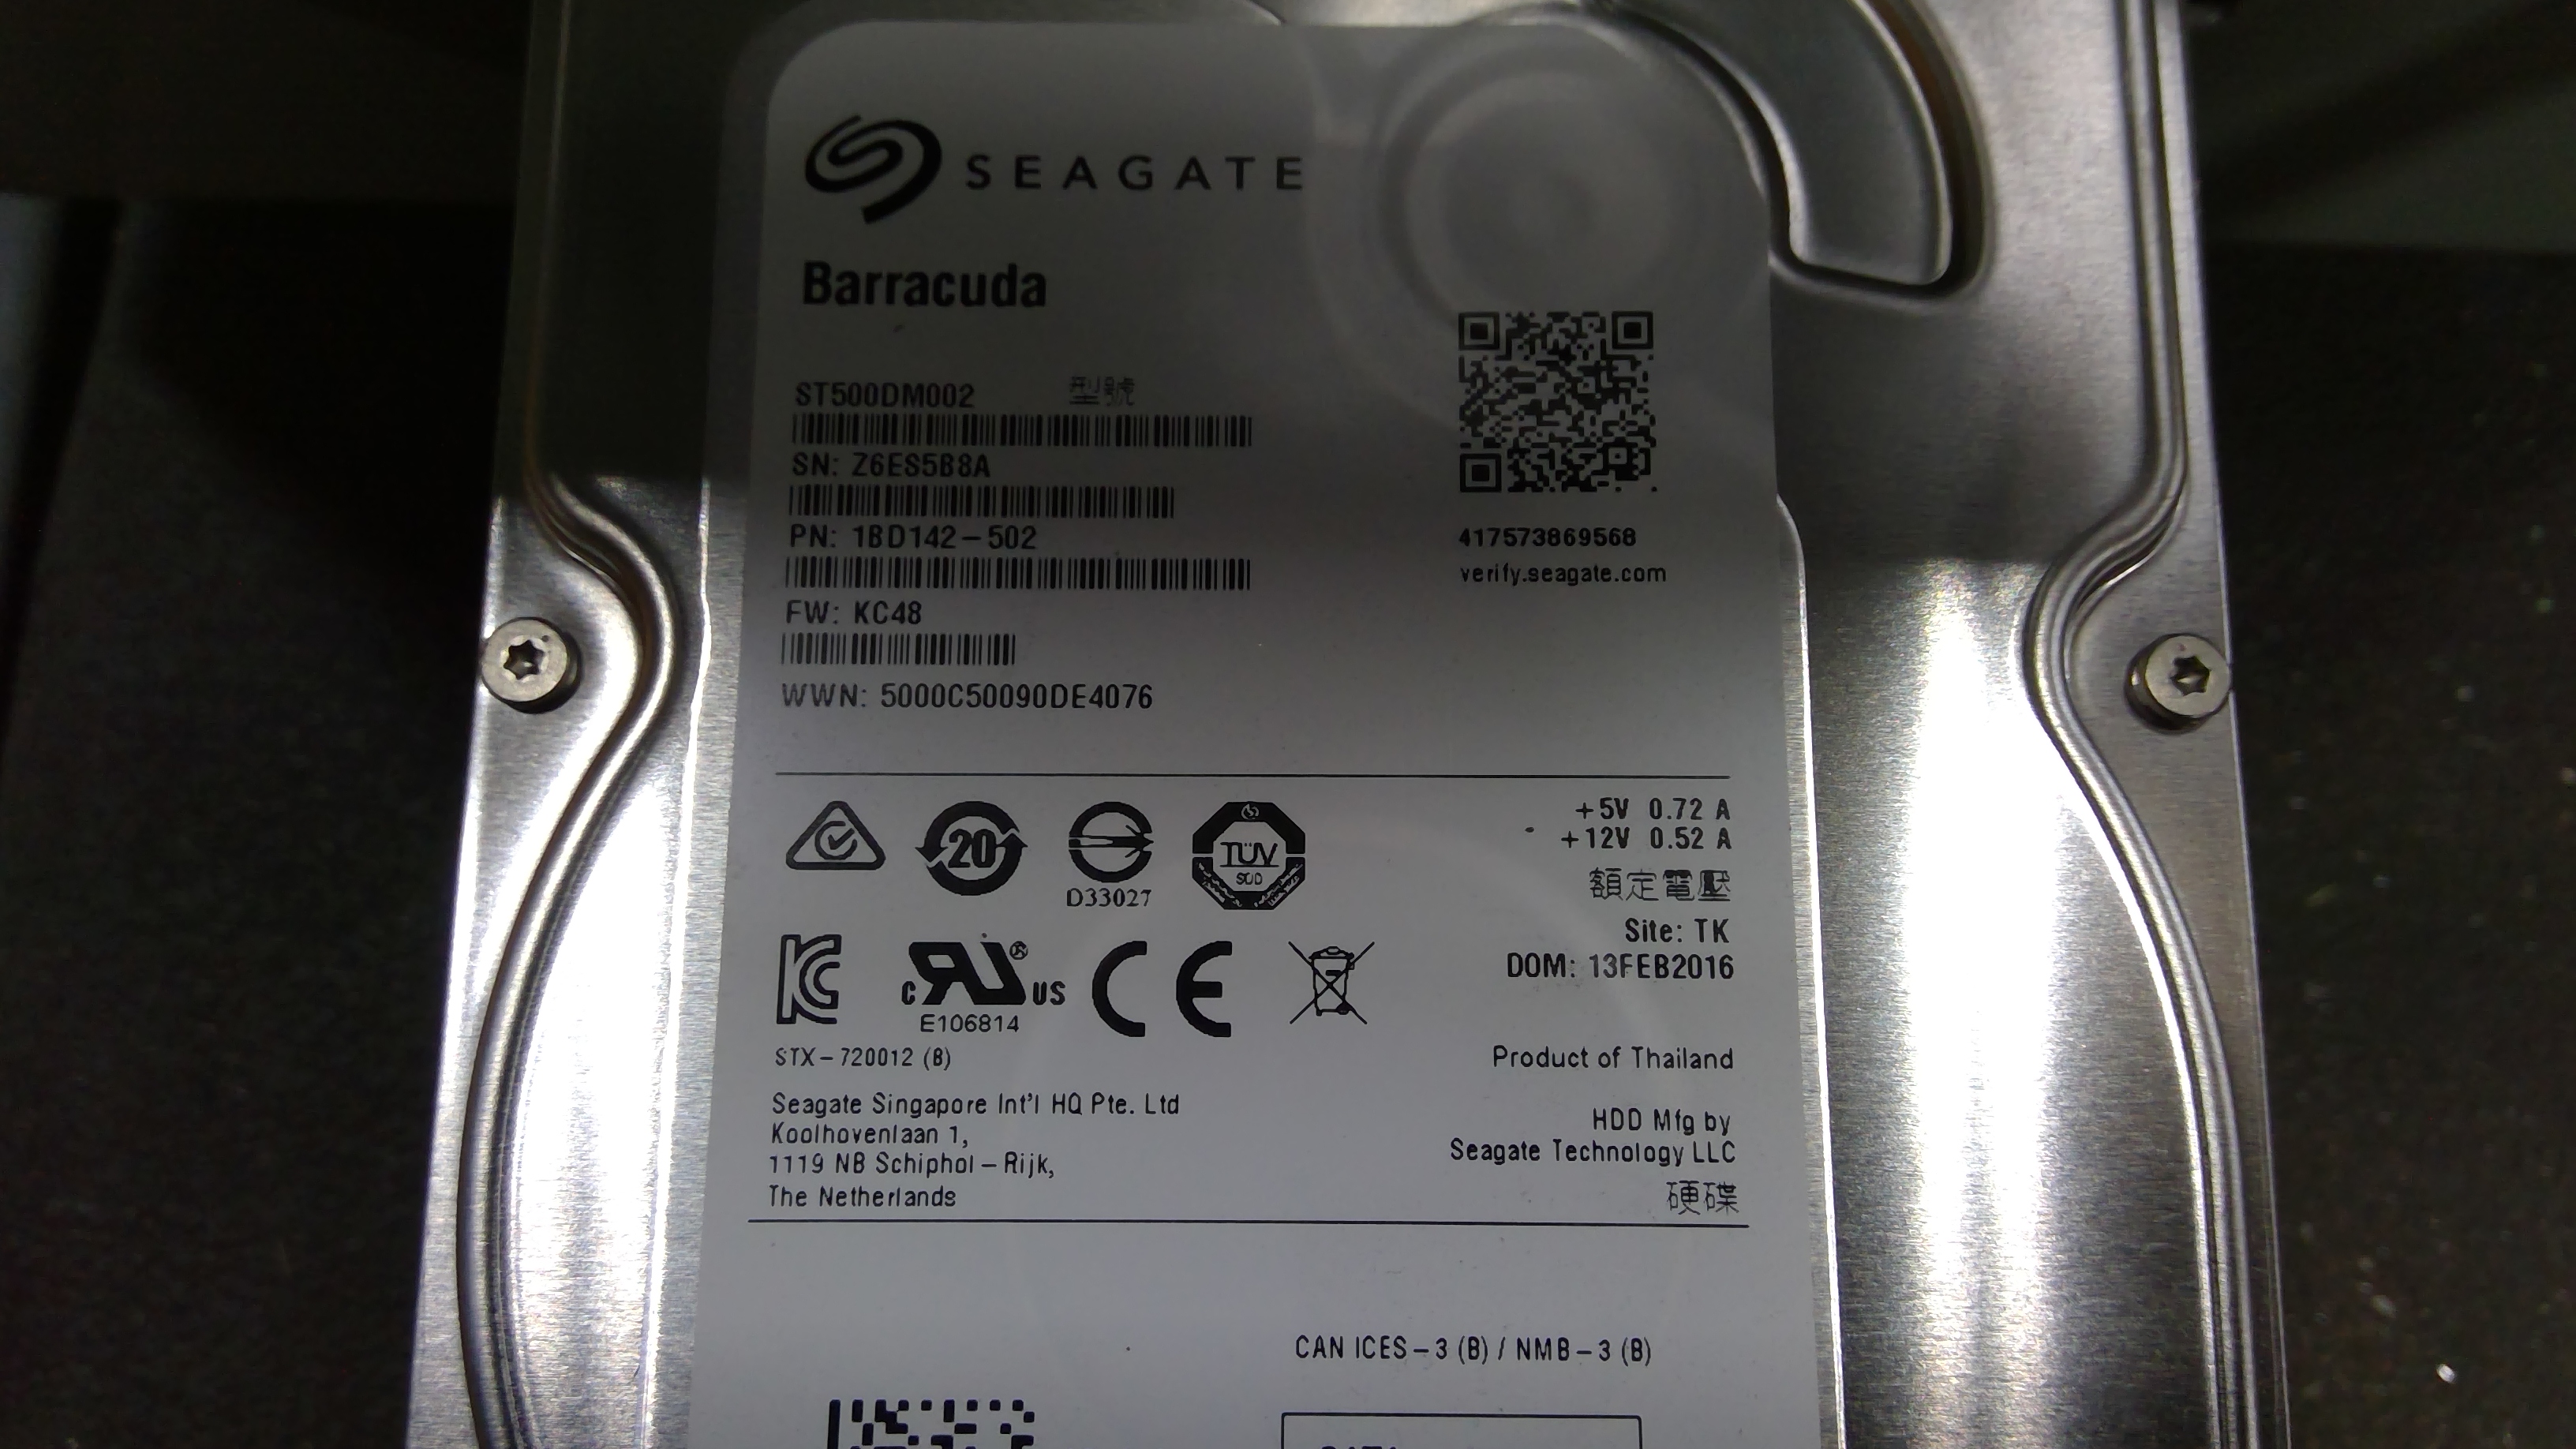 SEAGATE
Barracuda
ST500DM002 型號
SN: Z6ES5B8A
PN: 1BD142-502
FW: KC48
WWN: 5000C50090DE4076
417573869568
verify.seagate.com
20
D33027
TÜV
SÜD
+5V 0.72 A
+12V 0.52 A
額定電壓
Site: TK
DOM: 13FEB2016
c RU ® US
E106814
CE
STX-720012 (B)
Product of Thailand
Seagate Singapore Int'l HQ Pte. Ltd
Koolhovenlaan 1,
1119 NB Schiphol-Rijk,
The Netherlands
HDD Mfg by
Seagate Technology LLC
硬碟
CAN ICES-3 (B) / NMB-3 (B)